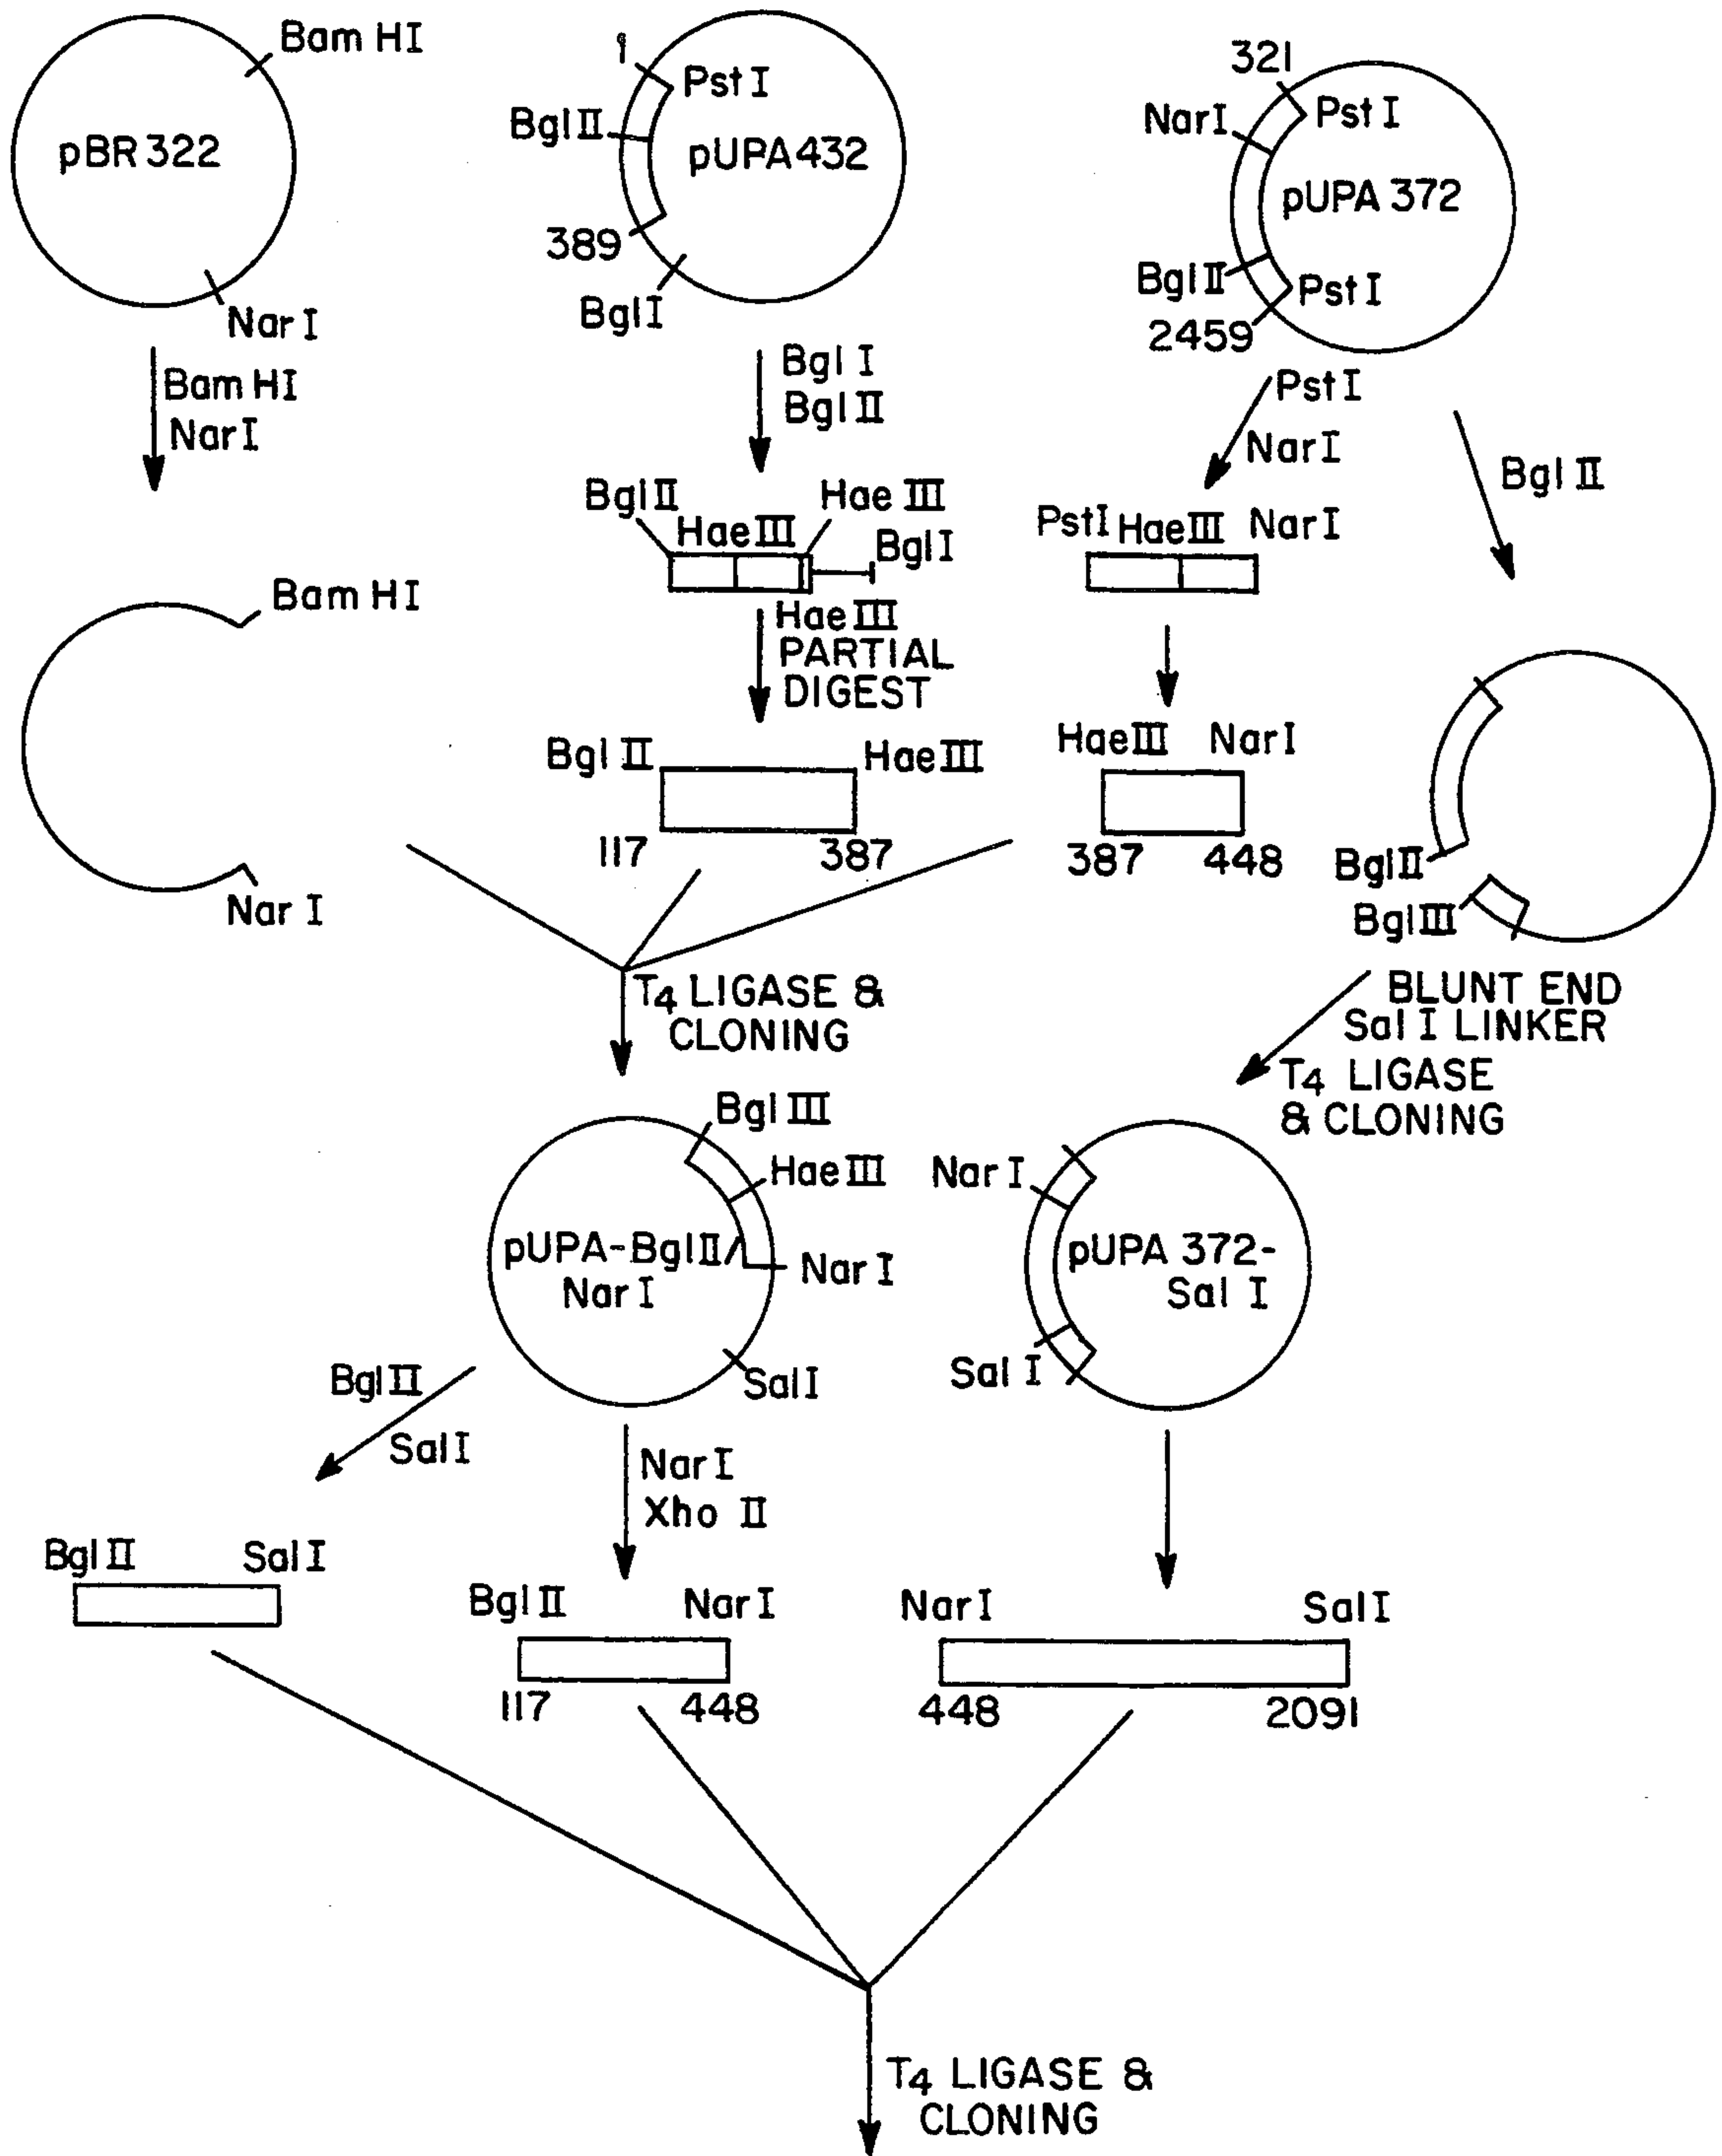 Bam HI
pBR 322
Nar I
1
Pst I
Bgl II
pUPA 432
389
Bgl I
321
Nar I
Pst I
pUPA 372
Bgl II
Pst I
2459
Bam HI
Nar I
Bgl I
Bgl II
Pst I
Nar I
Bgl II
Bgl II
Hae III
Hae III
Bgl I
Pst I
Hae III
Nar I
Hae III
PARTIAL
DIGEST
Bam HI
Nar I
Bgl II
Hae III
117
387
Hae III
Nar I
387
448
Bgl II
Bgl III
T4 LIGASE &
CLONING
BLUNT END
Sal I LINKER
T4 LIGASE
& CLONING
Bgl III
Hae III
pUPA-Bgl II/
Nar I
Nar I
Sal I
Nar I
pUPA 372-
Sal I
Sal I
Bgl II
Sal I
Nar I
Xho II
Bgl II
Sal I
Bgl II
Nar I
117
448
Nar I
Sal I
448
2091
T4 LIGASE &
CLONING